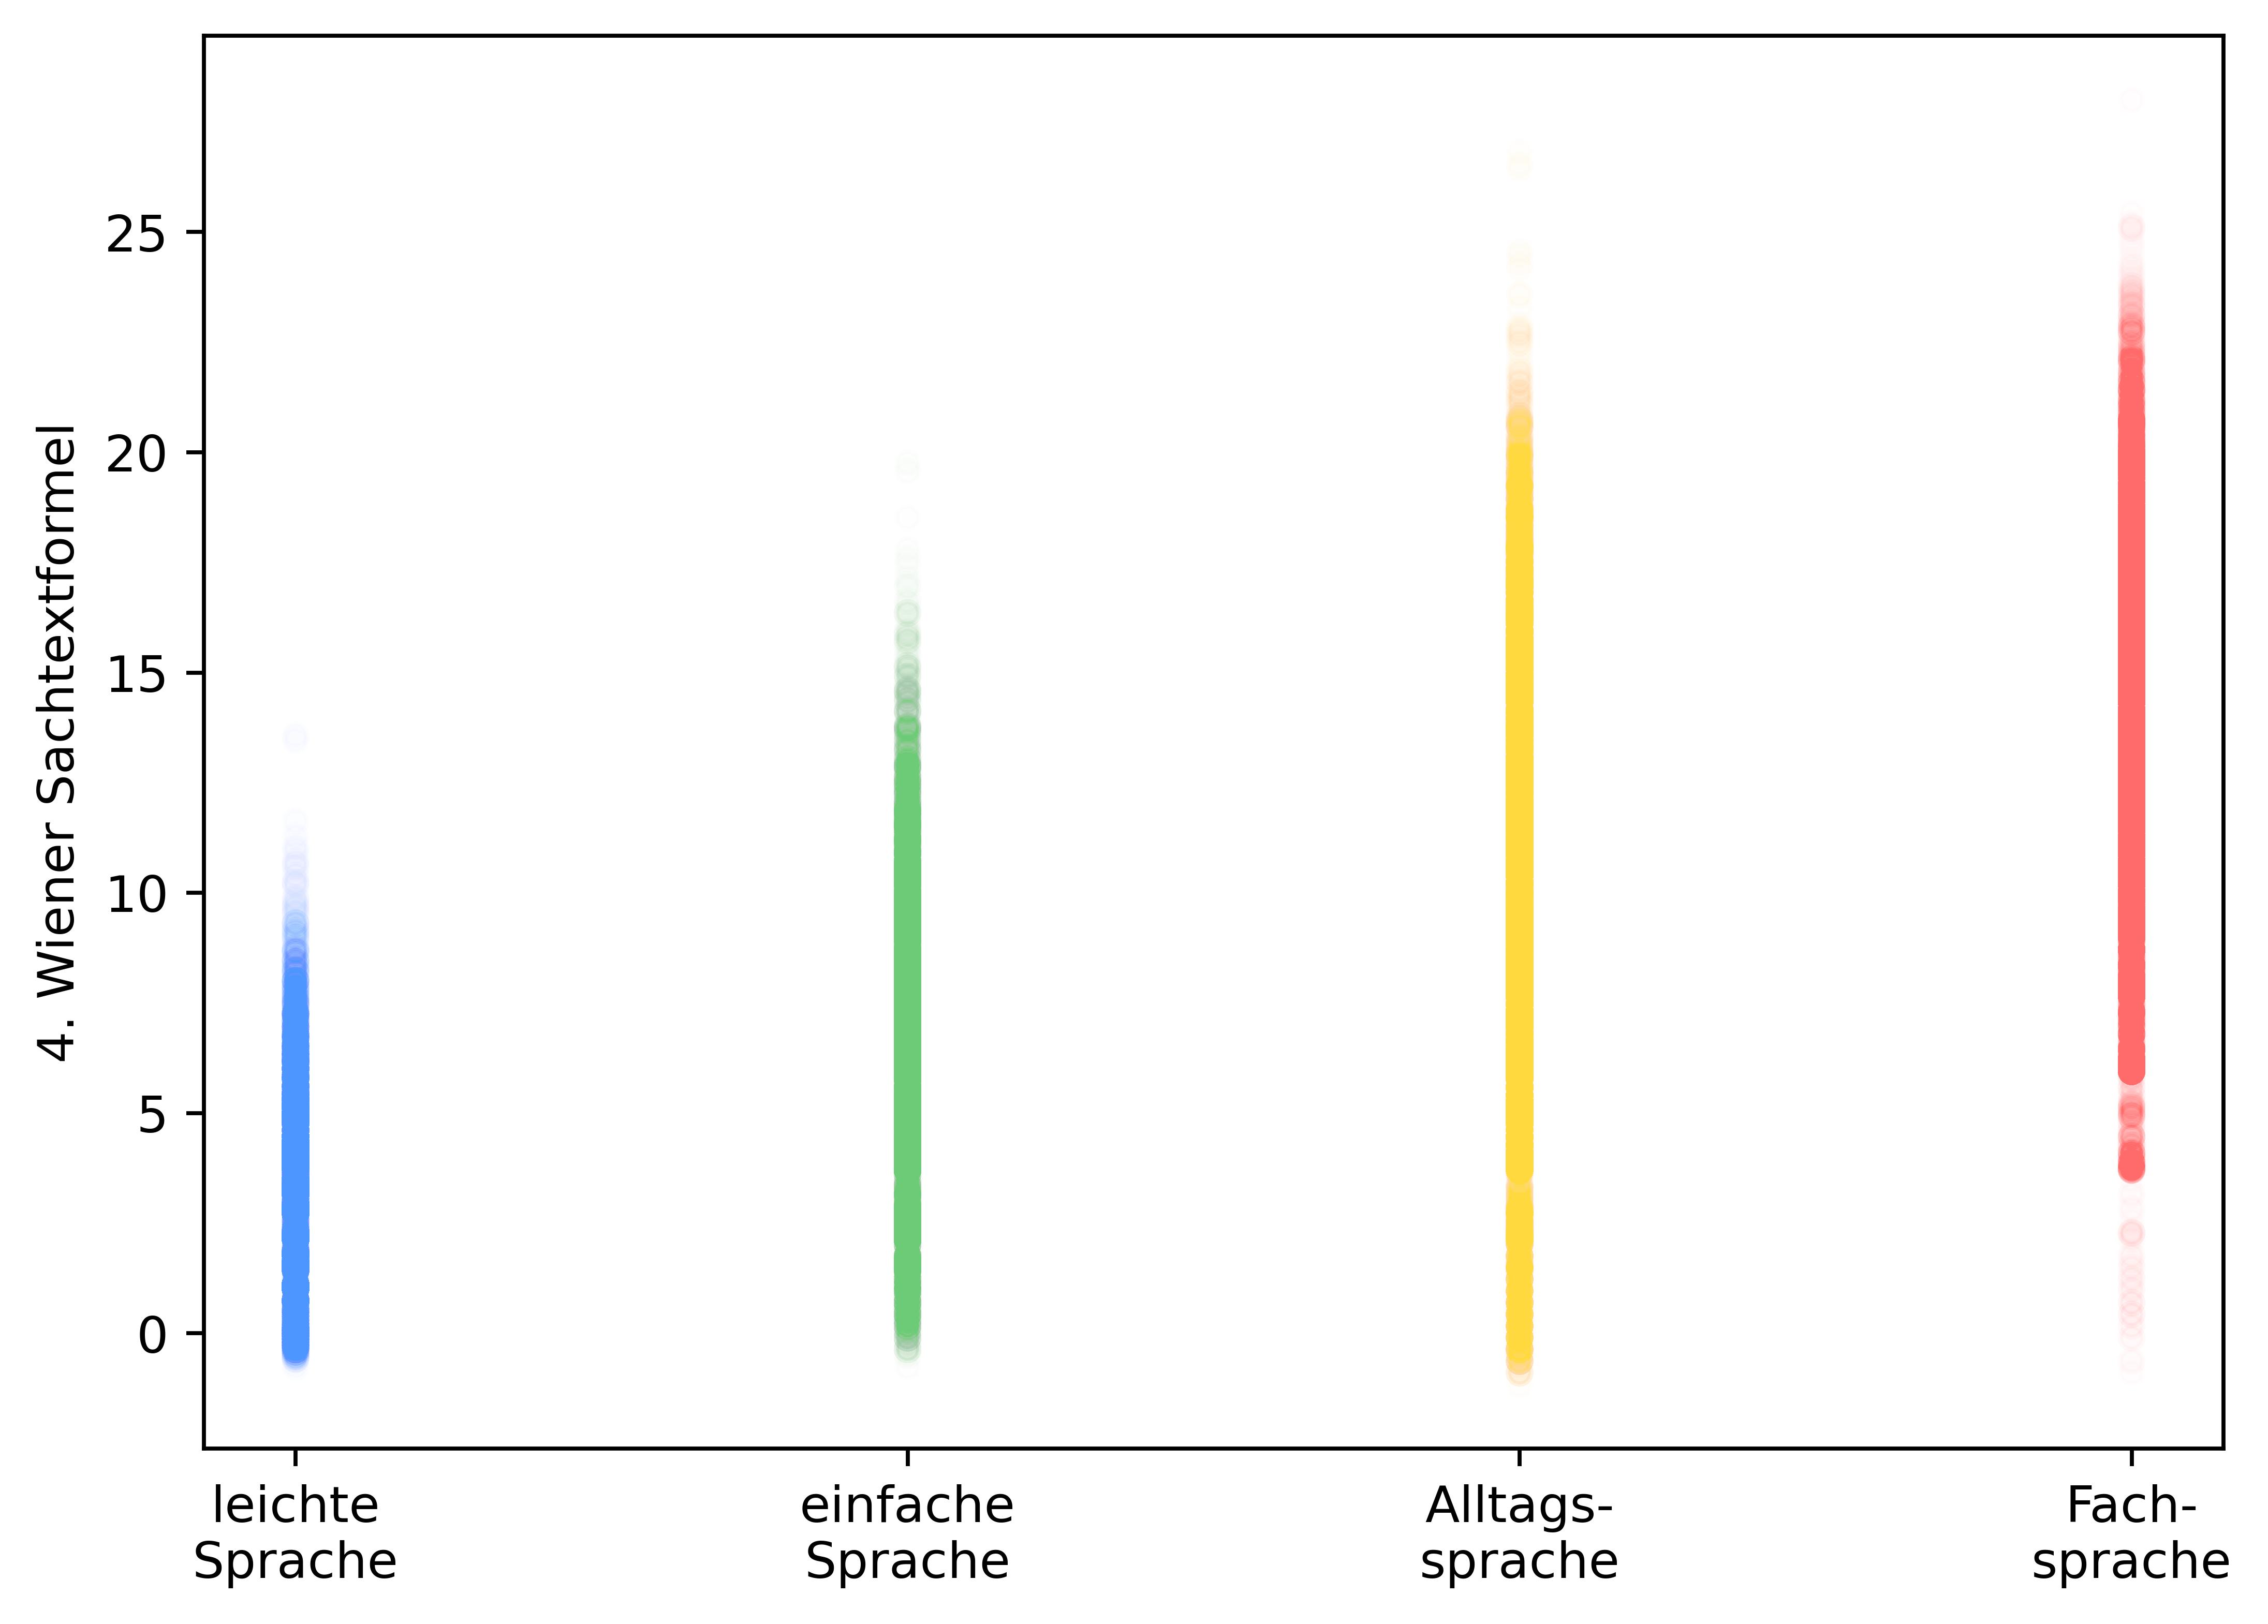 4. Wiener Sachtextformel
25
20
15
10
5
0
leichte
Sprache
einfache
Sprache
Alltags-
sprache
Fach-
sprache